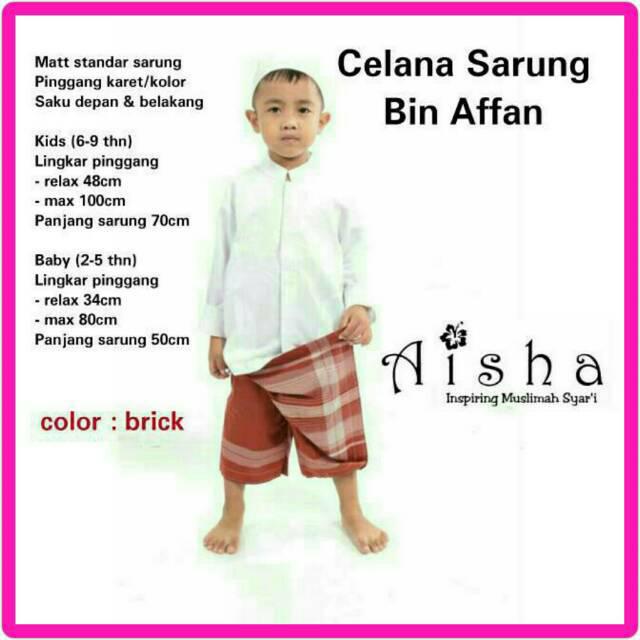 Celana Sarung
Bin Affan
Matt standar sarung
Pinggang karet/kolor
Saku depan & belakang
Kids (6-9 thn)
Lingkar pinggang
- relax 48cm
- max 100cm
Panjang sarung 70cm
Baby (2-5 thn)
Lingkar pinggang
- relax 34cm
- max 80cm
Panjang sarung 50cm
color : brick
Aisha
Inspiring Muslimah Syar'i